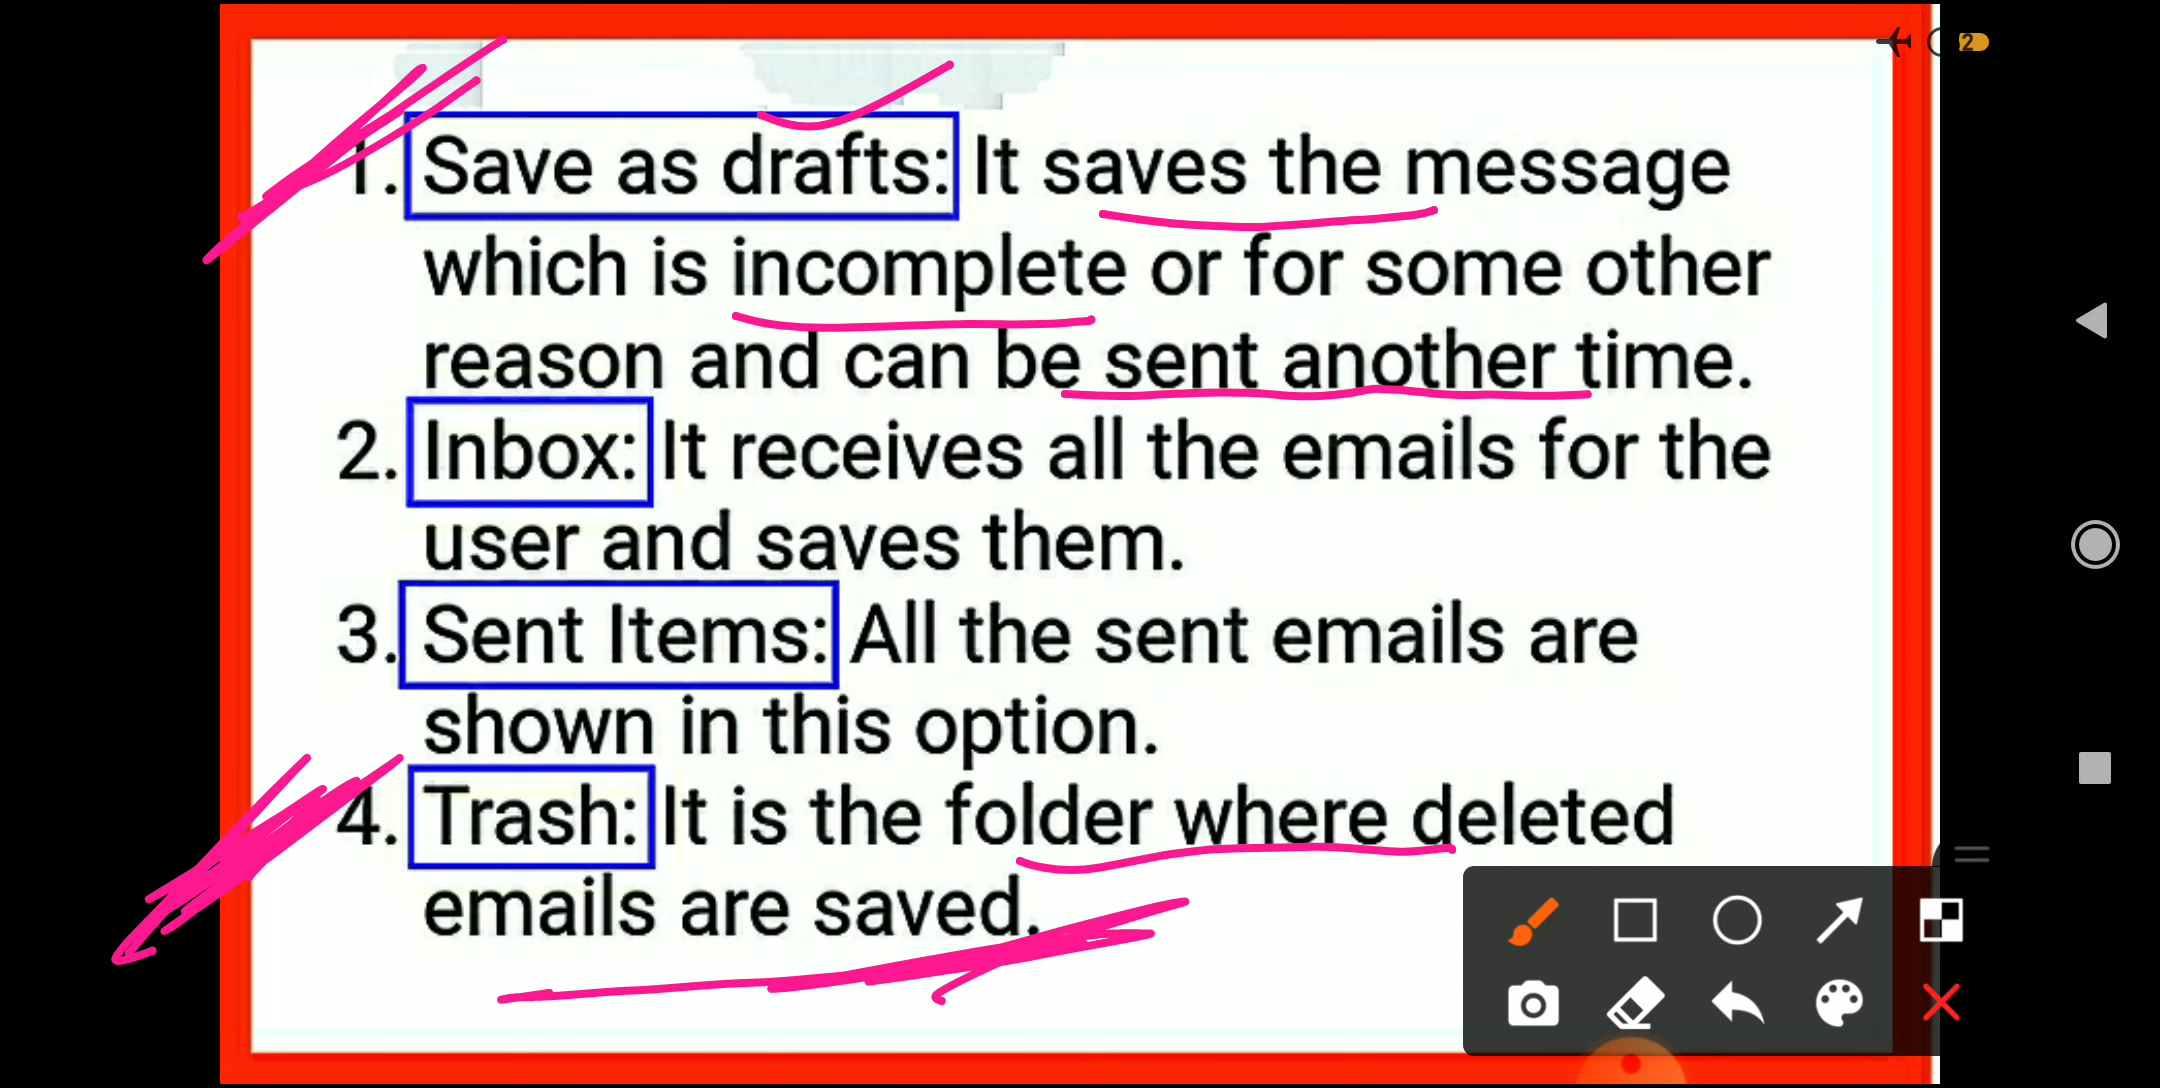 1. Save as drafts: It saves the message
which is incomplete or for some other
reason and can be sent another time.
2. Inbox: It receives all the emails for the
user and saves them.
3. Sent Items: All the sent emails are
shown in this option.
4. Trash: It is the folder where deleted
emails are saved.
2